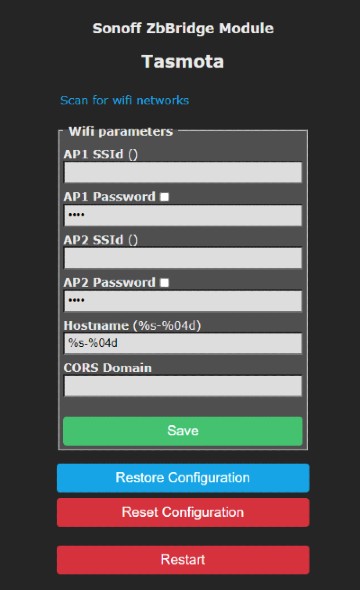 Sonoff ZbBridge Module
Tasmota
Scan for wifi networks
Wifi parameters
AP1 SSId ()
AP1 Password
••••
AP2 SSId ()
AP2 Password
••••
Hostname (%s-%04d)
%s-%04d
CORS Domain
Save
Restore Configuration
Reset Configuration
Restart